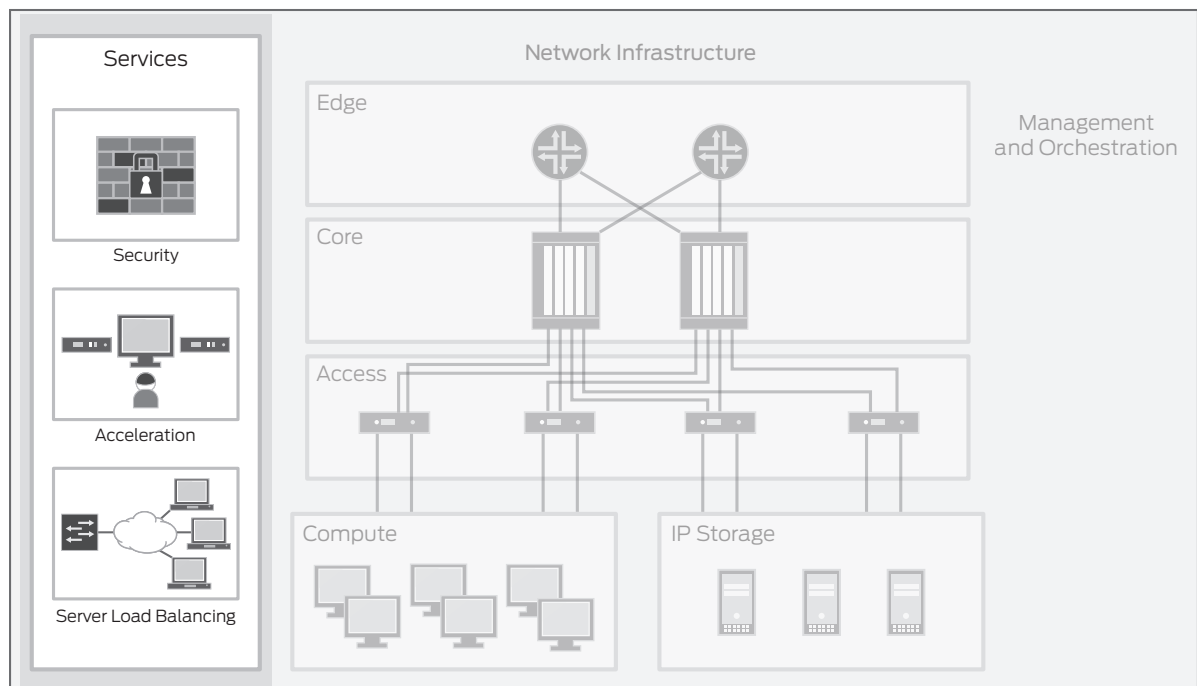 Services
Security
Acceleration
Server Load Balancing
Network Infrastructure
Edge
Core
Access
Compute
IP Storage
Management
and Orchestration